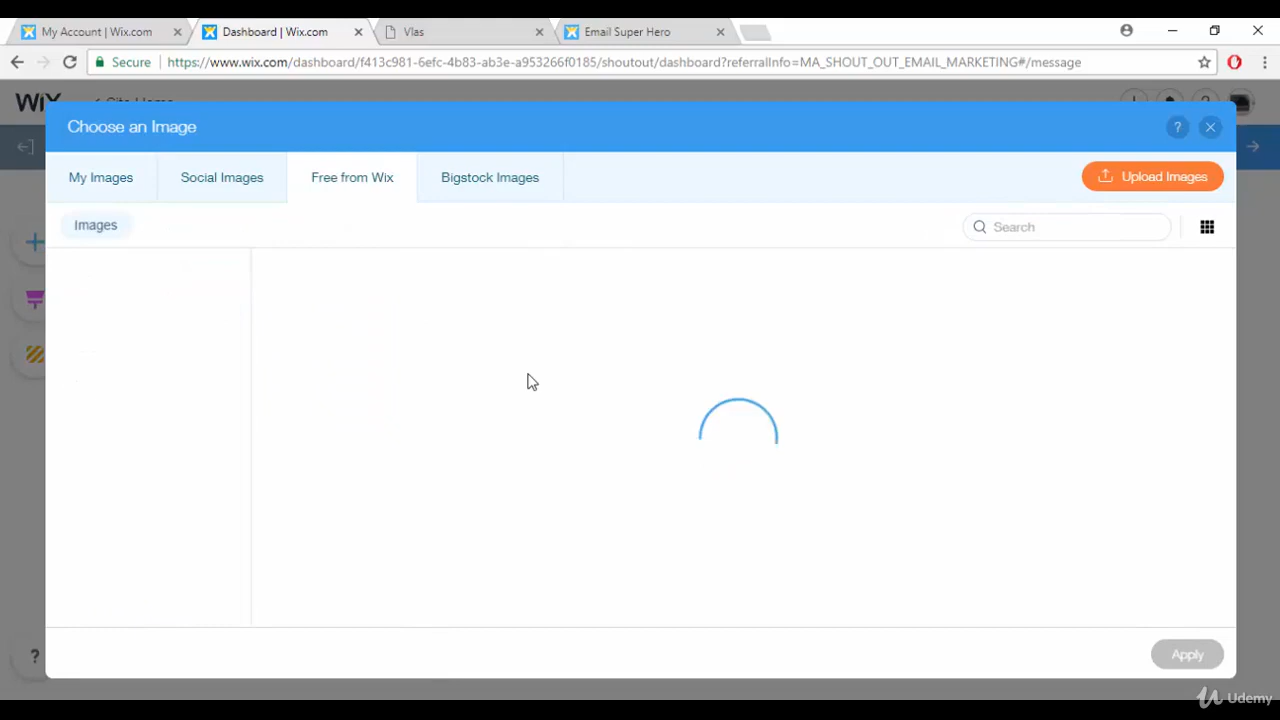 My Account | Wix.com
Dashboard | Wix.com
Vlas
Email Super Hero
Secure
https://www.wix.com/dashboard/f413c981-6efc-4b83-ab3e-a953266f0185/shoutout/dashboard?referralInfo=MA_SHOUT_OUT_EMAIL_MARKETING#/message
WiX
Choose an Image
?
My Images
Social Images
Free from Wix
Bigstock Images
Upload Images
Images
Search
?
Apply
Udemy